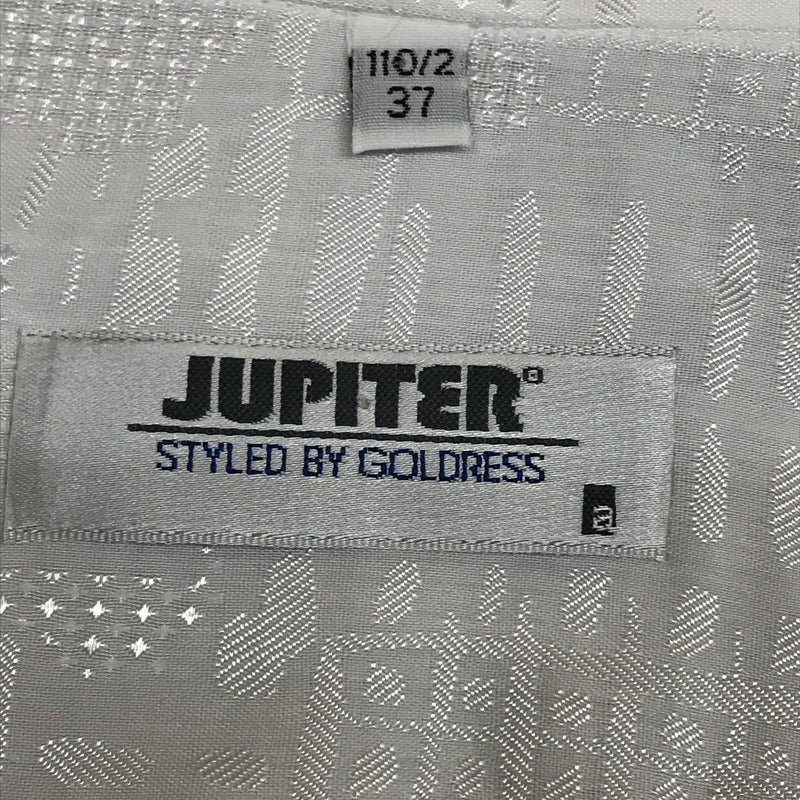 110/2
37
JUPITER
STYLED BY GOLDRESS